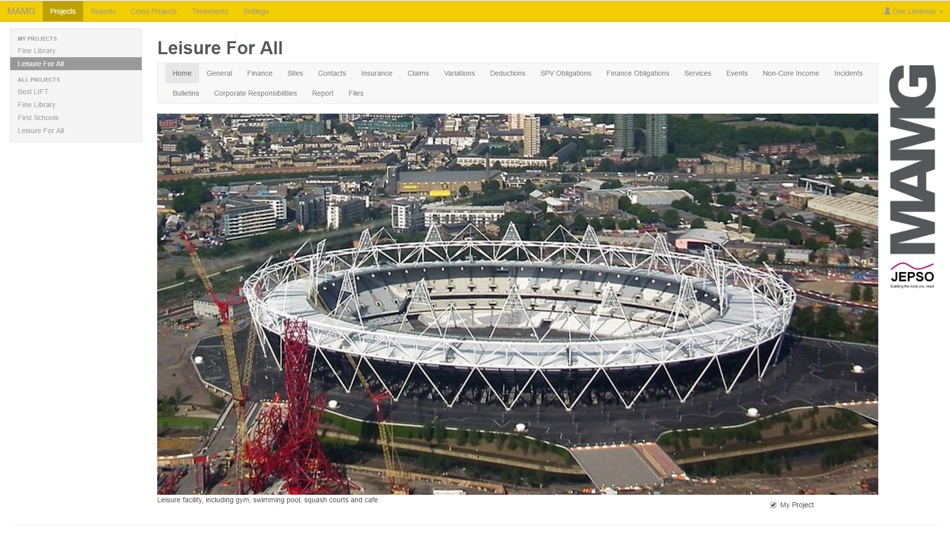 MAMG Projects Reports Cross Projects Timesheets Settings Dee Lindesay
MY PROJECTS
Fine Library
Leisure For All
ALL PROJECTS
Best LIFT
Fine Library
First Schools
Leisure For All
Leisure For All
Home General Finance Sites Contacts Insurance Claims Variations Deductions SPV Obligations Finance Obligations Services Events Non-Core Income Incidents
Bulletins Corporate Responsibilities Report Files
Leisure facility, including gym, swimming pool, squash courts and cafe
My Project
MAMG
JEPSO
Building the tools you need